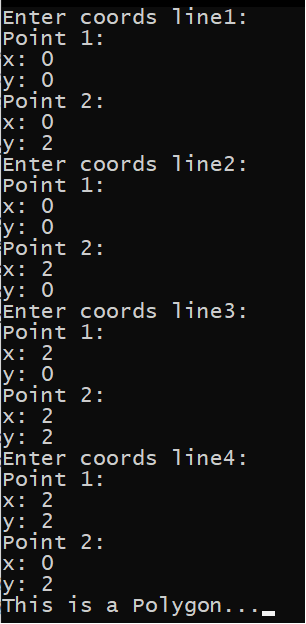 Enter coords line1:
Point 1:
x: 0
y: 0
Point 2:
x: 0
y: 2
Enter coords line2:
Point 1:
x: 0
y: 0
Point 2:
x: 2
y: 0
Enter coords line3:
Point 1:
x: 2
y: 0
Point 2:
x: 2
y: 2
Enter coords line4:
Point 1:
x: 2
y: 2
Point 2:
x: 0
y: 2
This is a Polygon...